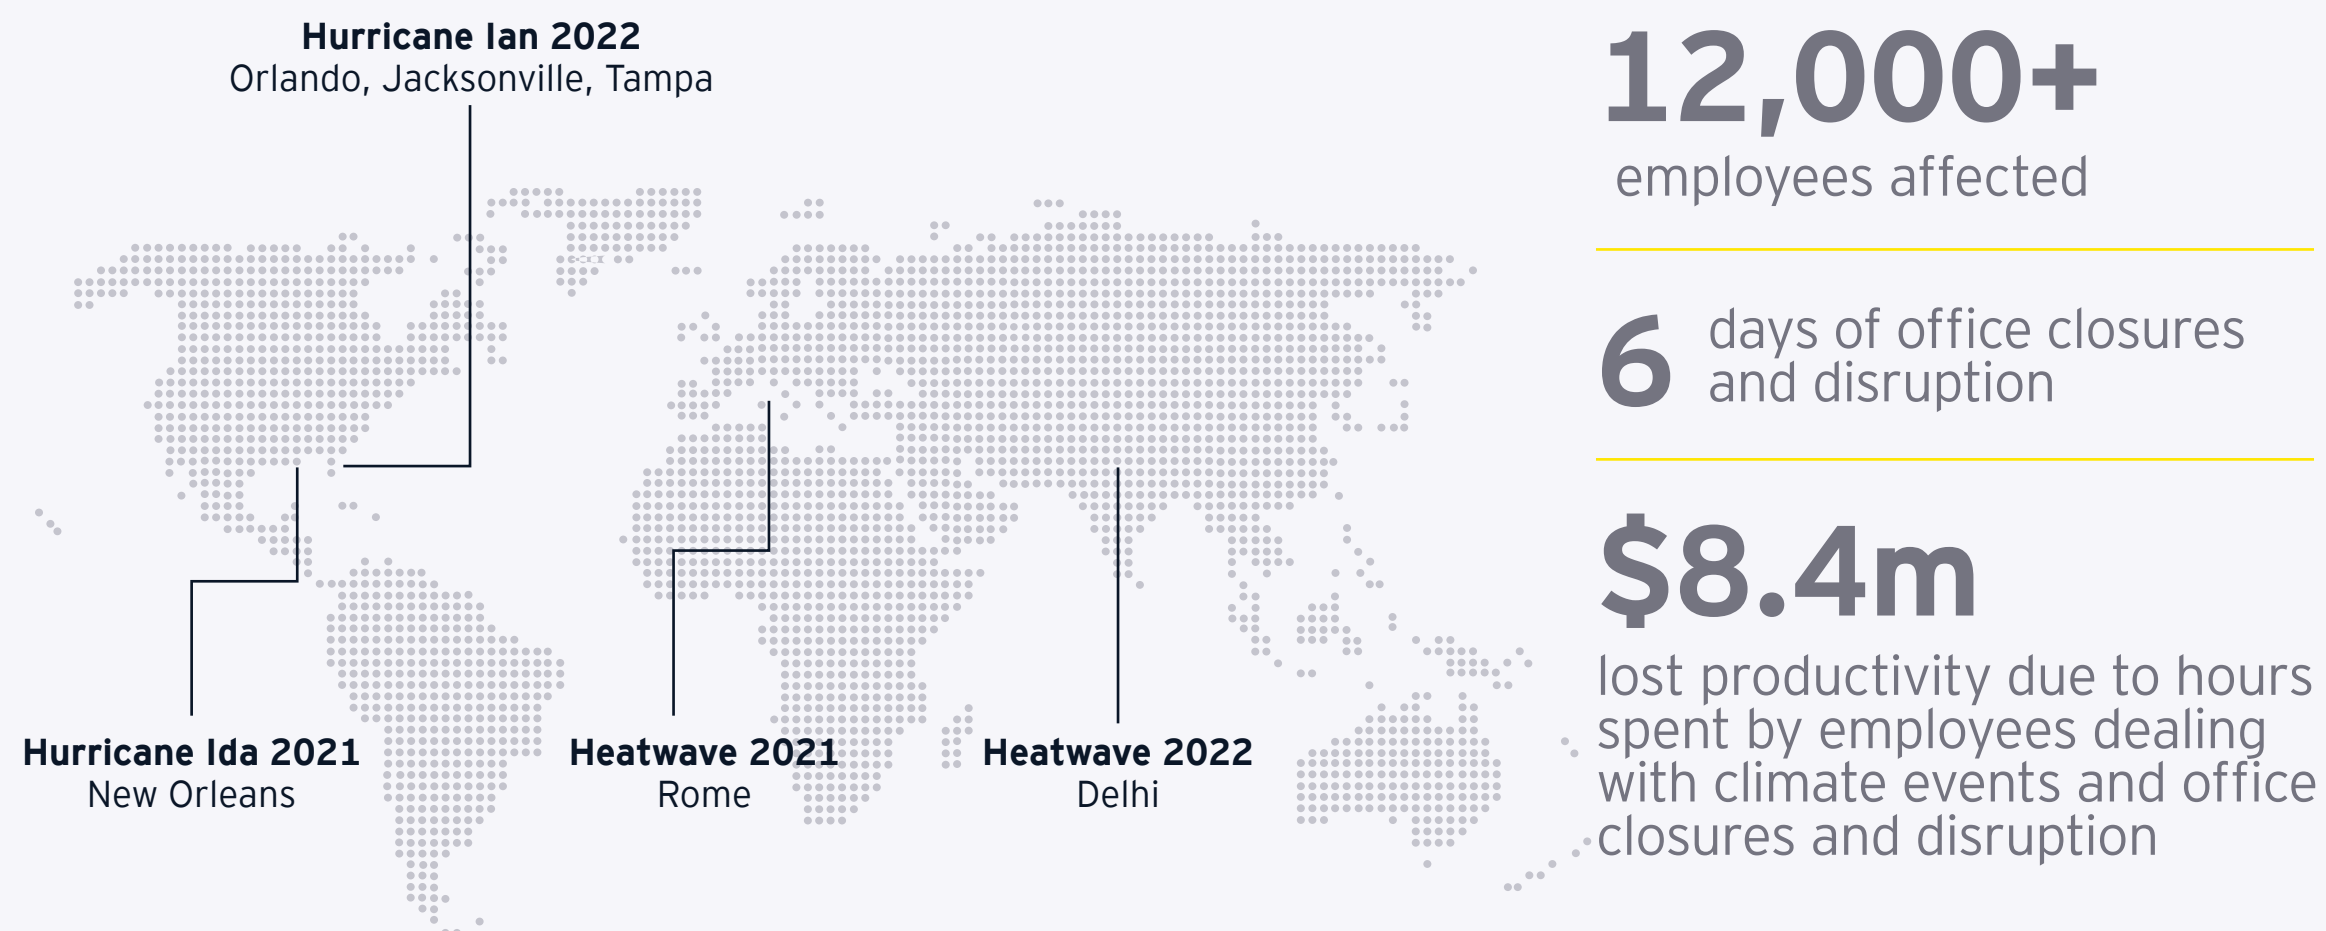 Hurricane Ian 2022
Orlando, Jacksonville, Tampa
Hurricane Ida 2021
New Orleans
Heatwave 2021
Rome
Heatwave 2022
Delhi
12,000+
employees affected
6 days of office closures
and disruption
$8.4m
lost productivity due to hours
spent by employees dealing
with climate events and office
closures and disruption